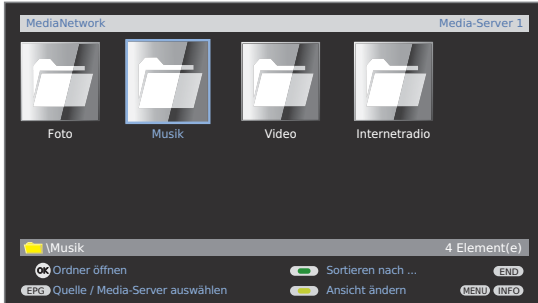 MediaNetwork Media-Server 1
Foto Musik Video Internetradio
\Musik 4 Element(e)
OK Ordner öffnen Sortieren nach ... END
EPG Quelle / Media-Server auswählen Ansicht ändern MENU INFO